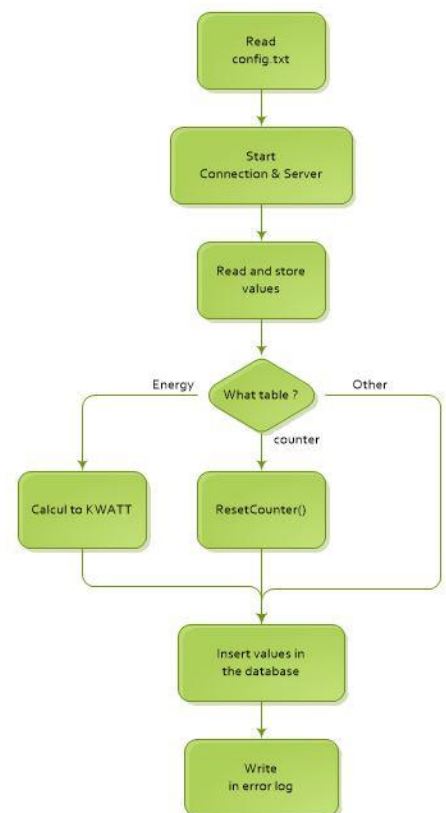 Read
config.txt
Start
Connection & Server
Read and store
values
What table ?
Energy
Other
counter
Calcul to KWATT
ResetCounter()
Insert values in
the database
Write
in error log